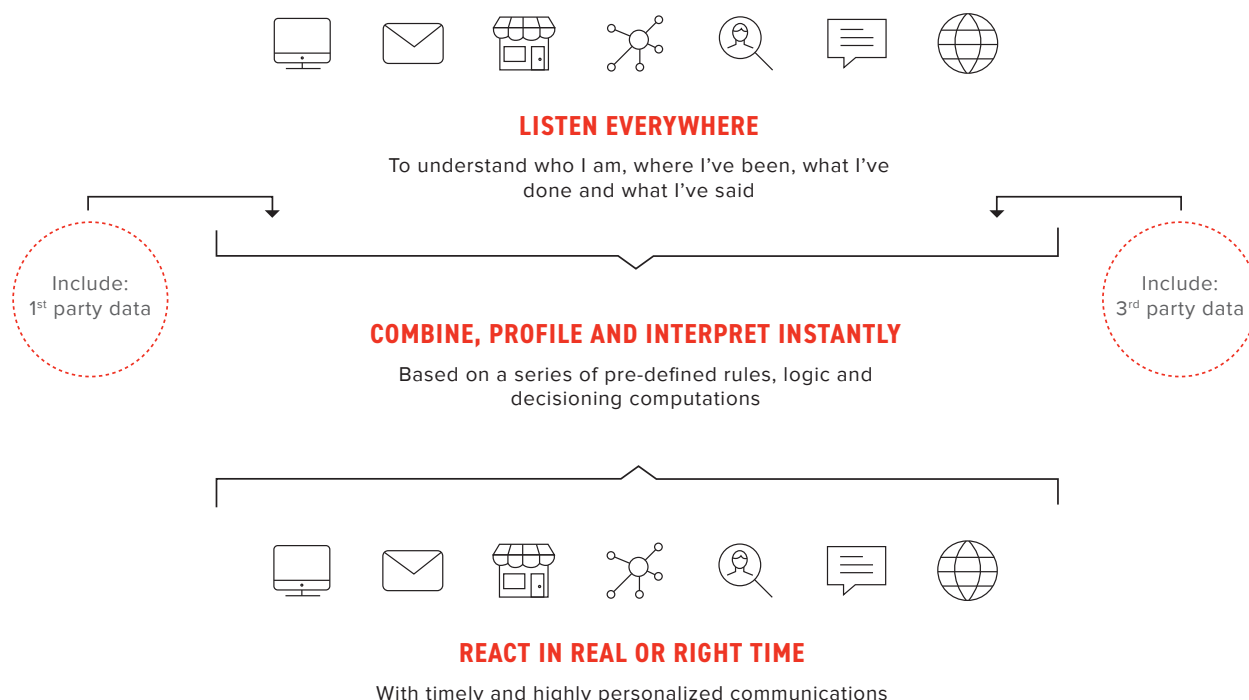 LISTEN EVERYWHERE
To understand who I am, where I've been, what I've
done and what I've said
Include:
1st party data
Include:
3rd party data
COMBINE, PROFILE AND INTERPRET INSTANTLY
Based on a series of pre-defined rules, logic and
decisioning computations
REACT IN REAL OR RIGHT TIME
With timely and highly personalized communications